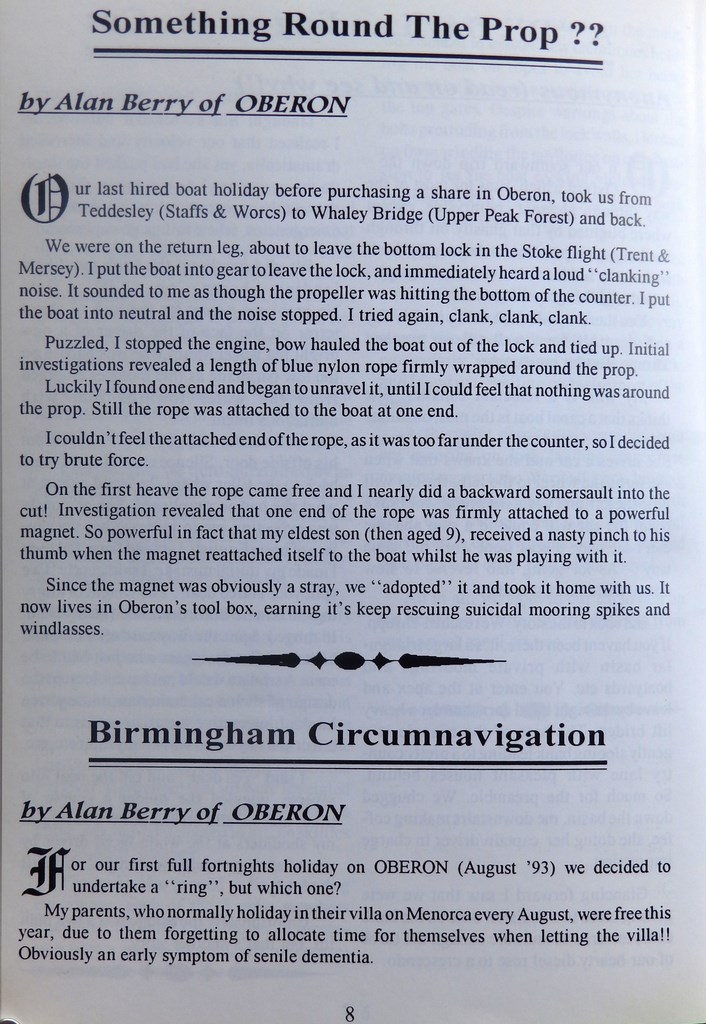 Something Round The Prop ??
by Alan Berry of OBERON
Our last hired boat holiday before purchasing a share in Oberon, took us from
Teddesley (Staffs & Worcs) to Whaley Bridge (Upper Peak Forest) and back.
We were on the return leg, about to leave the bottom lock in the Stoke flight (Trent &
Mersey). I put the boat into gear to leave the lock, and immediately heard a loud "clanking"
noise. It sounded to me as though the propeller was hitting the bottom of the counter. I put
the boat into neutral and the noise stopped. I tried again, clank, clank, clank.
Puzzled, I stopped the engine, bow hauled the boat out of the lock and tied up. Initial
investigations revealed a length of blue nylon rope firmly wrapped around the prop.
Luckily I found one end and began to unravel it, until I could feel that nothing was around
the prop. Still the rope was attached to the boat at one end.
I couldn't feel the attached end of the rope, as it was too far under the counter, so I decided
to try brute force.
On the first heave the rope came free and I nearly did a backward somersault into the
cut! Investigation revealed that one end of the rope was firmly attached to a powerful
magnet. So powerful in fact that my eldest son (then aged 9), received a nasty pinch to his
thumb when the magnet reattached itself to the boat whilst he was playing with it.
Since the magnet was obviously a stray, we "adopted" it and took it home with us. It
now lives in Oberon's tool box, earning it's keep rescuing suicidal mooring spikes and
windlasses.
Birmingham Circumnavigation
by Alan Berry of OBERON
For our first full fortnights holiday on OBERON (August '93) we decided to
undertake a "ring", but which one?
My parents, who normally holiday in their villa on Menorca every August, were free this
year, due to them forgetting to allocate time for themselves when letting the villa!!
Obviously an early symptom of senile dementia.
8